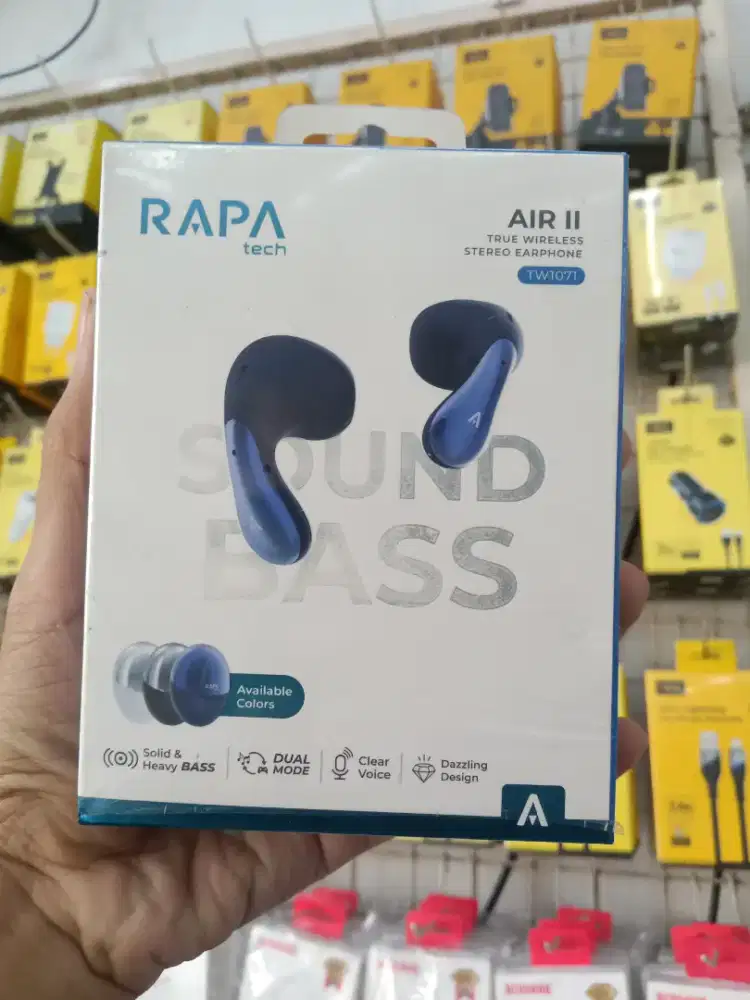 RAPA
tech
AIR II
TRUE WIRELESS
STEREO EARPHONE
TW1071
SOUND
BASS
Available
Colors
Solid &
Heavy BASS
DUAL
MODE
Clear
Voice
Dazzling
Design